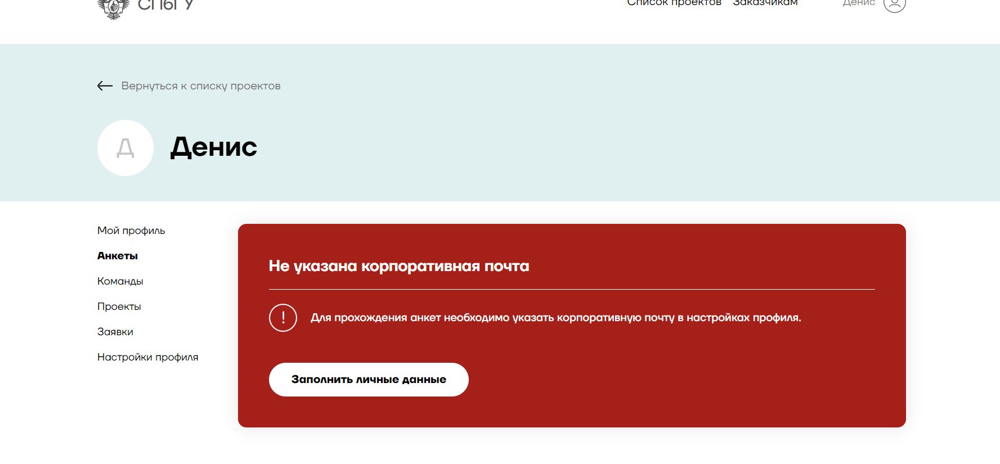 СПбГУ
Список проектов Заказчикам Денис
Вернуться к списку проектов
Д
Денис
Мой профиль
Анкеты
Команды
Проекты
Заявки
Настройки профиля
Не указана корпоративная почта
!
Для прохождения анкет необходимо указать корпоративную почту в настройках профиля.
Заполнить личные данные